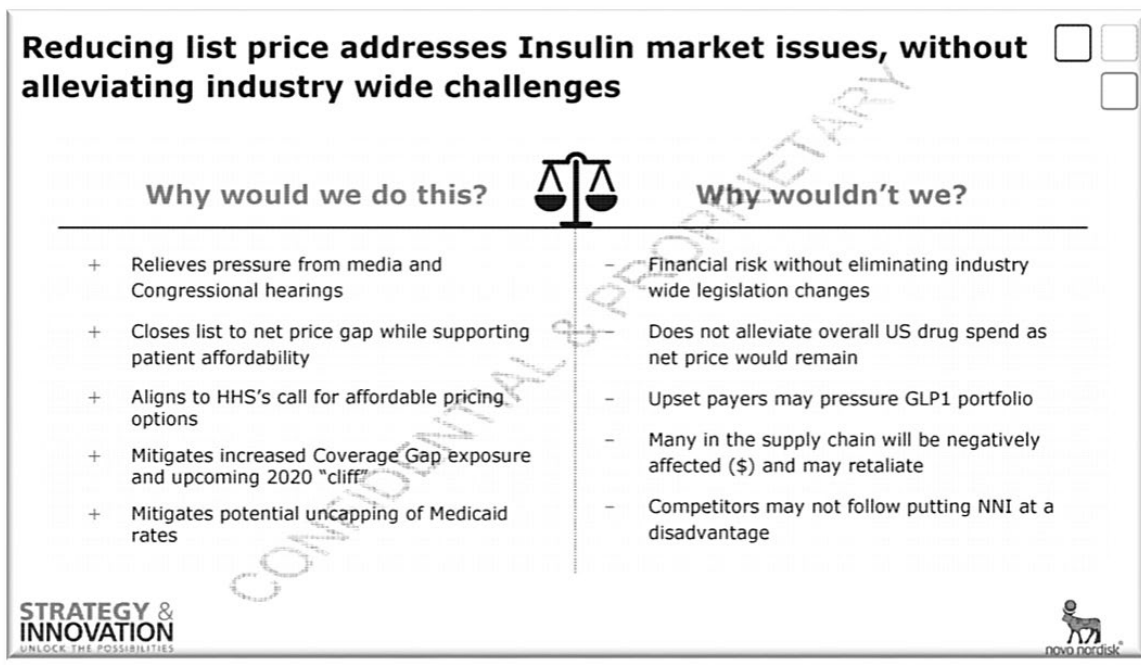 Reducing list price addresses Insulin market issues, without
alleviating industry wide challenges
Why would we do this?
+ Relieves pressure from media and
Congressional hearings
+ Closes list to net price gap while supporting
patient affordability
+ Aligns to HHS's call for affordable pricing
options
+ Mitigates increased Coverage Gap exposure
and upcoming 2020 "cliff"
+ Mitigates potential uncapping of Medicaid
rates
Why wouldn't we?
– Financial risk without eliminating industry
wide legislation changes
– Does not alleviate overall US drug spend as
net price would remain
– Upset payers may pressure GLP1 portfolio
– Many in the supply chain will be negatively
affected ($) and may retaliate
– Competitors may not follow putting NNI at a
disadvantage
CONFIDENTIAL & PROPRIETARY
STRATEGY &
INNOVATION
UNLOCK THE POSSIBILITIES
novo nordisk®